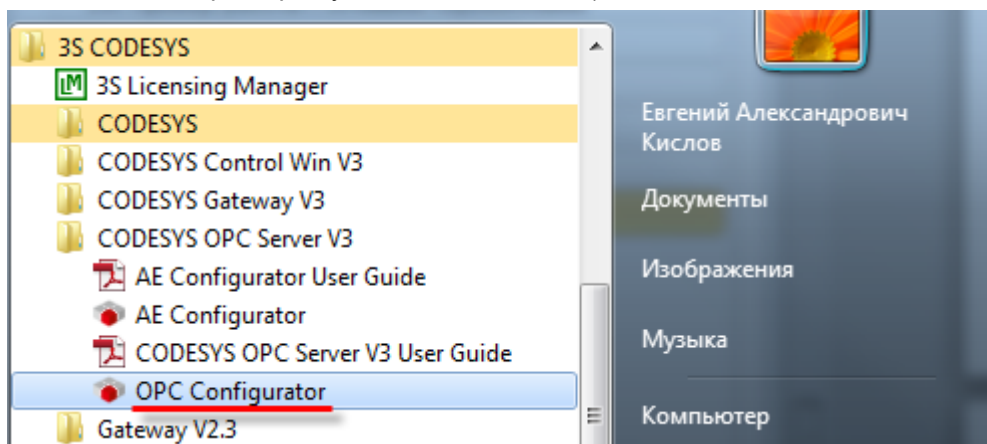 3S CODESYS
3S Licensing Manager
CODESYS
CODESYS Control Win V3
CODESYS Gateway V3
CODESYS OPC Server V3
AE Configurator User Guide
AE Configurator
CODESYS OPC Server V3 User Guide
OPC Configurator
Gateway V2.3
Евгений Александрович
Кислов
Документы
Изображения
Музыка
Компьютер